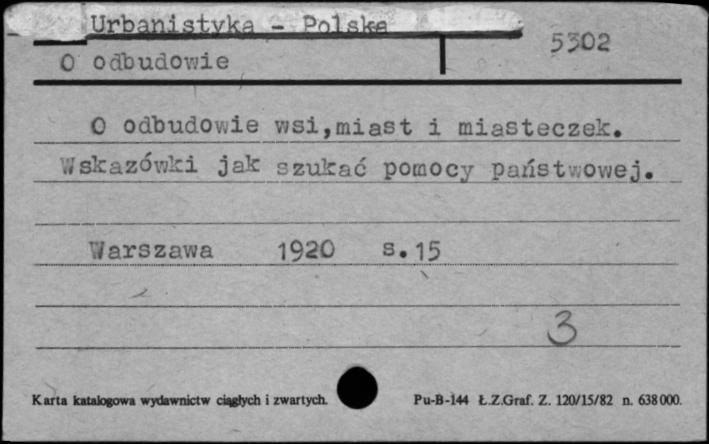 Urbanistyka - Polska
5302
O odbudowie
O odbudowie wsi,miast i miasteczek.
Wskazówki jak szukać pomocy państwowej.
Warszawa 1920 s.15
3
Karta katalogowa wydawnictw ciągłych i zwartych. Pu-B-144 Ł.Z.Graf. Z. 120/15/82 n. 638000.